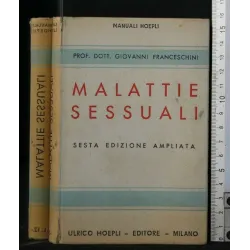 MANUALI HOEPLI
PROF. DOTT. GIOVANNI FRANCESCHINI
MALATTIE
SESSUALI
SESTA EDIZIONE AMPLIATA
ULRICO HOEPLI - EDITORE - MILANO
MALATTIE SESSUALI